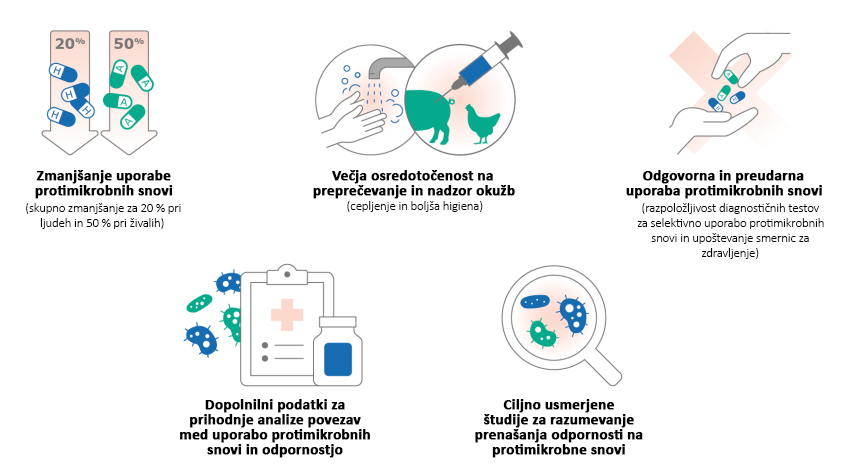 20%
50%
H
H
H
H
A
A
A
A
Zmanjšanje uporabe
protimikrobnih snovi
(skupno zmanjšanje za 20 % pri
ljudeh in 50 % pri živalih)
Večja osredotočenost na
preprečevanje in nadzor okužb
(cepljenje in boljša higiena)
A
A
H
H
Odgovorna in preudarna
uporaba protimikrobnih snovi
(razpoložljivost diagnostičnih testov
za selektivno uporabo protimikrobnih
snovi in upoštevanje smernic za
zdravljenje)
Dopolnilni podatki za
prihodnje analize povezav
med uporabo protimikrobnih
snovi in odpornostjo
Ciljno usmerjene
študije za razumevanje
prenašanja odpornosti na
protimikrobne snovi